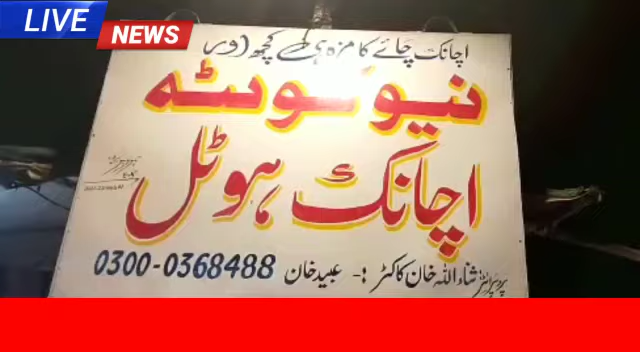 LIVE
NEWS
اچانک چائے کا مزہ ہی کچھ اور
نیو کوئٹہ
اچانک ہوٹل
پروپرائٹر ثناء اللہ خان کاکڑ :- عبید خان 0300-0368488